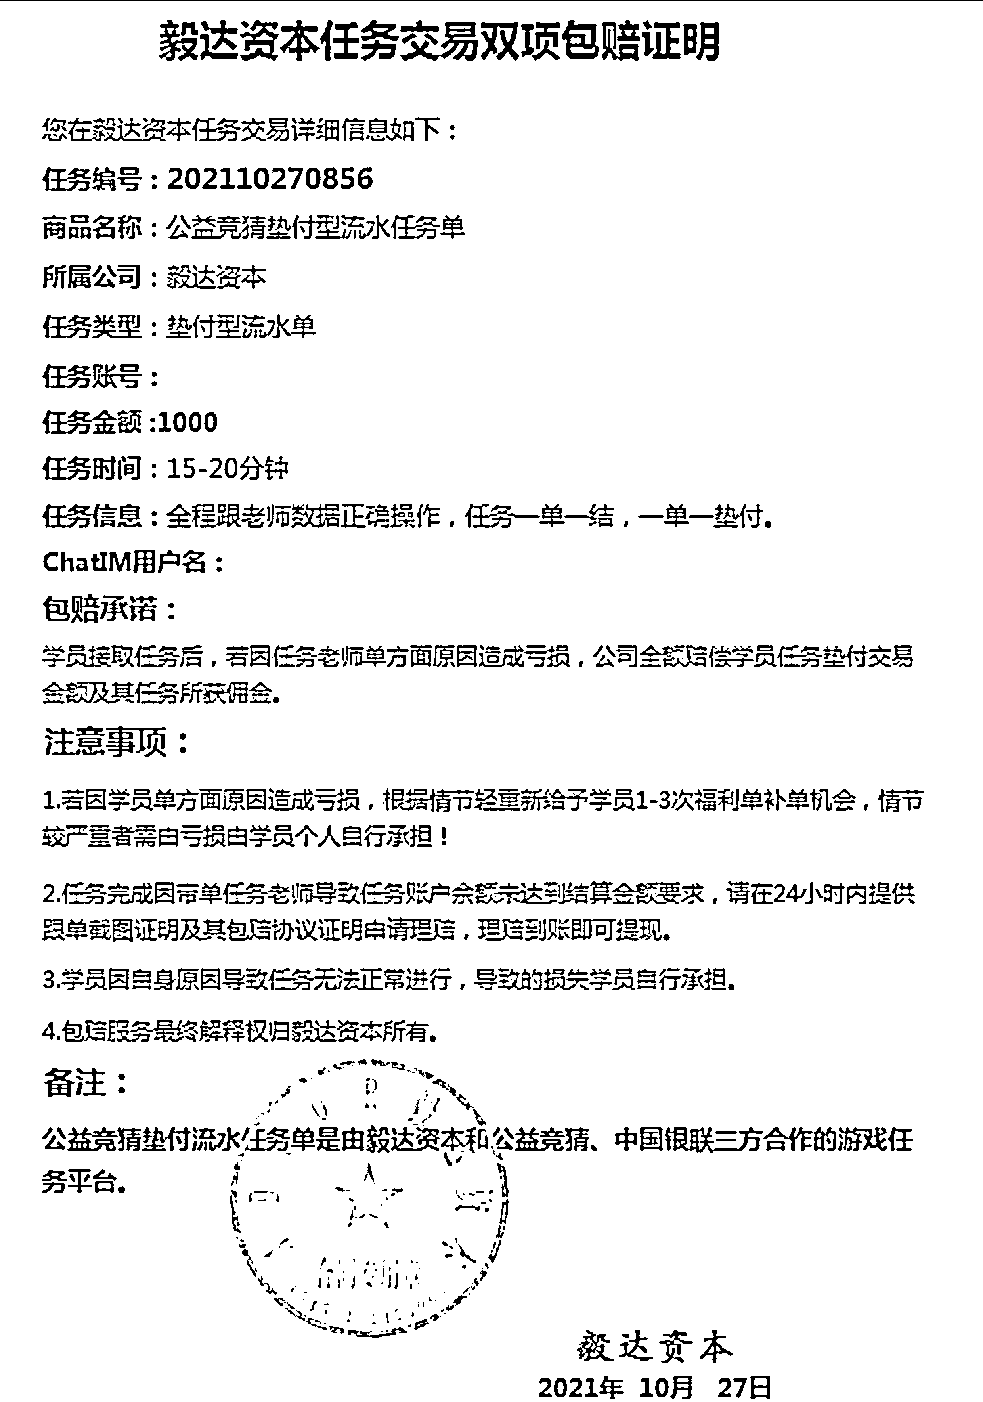 毅达资本任务交易双项包赔证明
您在毅达资本任务交易详细信息如下：
任务编号：202110270856
商品名称：公益竞猜垫付型流水任务单
所属公司：毅达资本
任务类型：垫付型流水单
任务账号：
任务金额:1000
任务时间：15-20分钟
任务信息：全程跟老师数据正确操作，任务一单一结，一单一垫付。
ChatIM用户名：
包赔承诺：
学员接取任务后，若因任务老师单方面原因造成亏损，公司全额赔偿学员任务垫付交易
金额及其任务所获佣金。
注意事项：
1.若因学员单方面原因造成亏损，根据情节轻重新给予学员1-3次福利单补单机会，情节
较严重者需由亏损由学员个人自行承担！
2.任务完成因带单任务老师导致任务账户余额未达到结算金额要求，请在24小时内提供
跟单截图证明及其包赔协议证明申请理赔，理赔到账即可提现。
3.学员因自身原因导致任务无法正常进行，导致的损失学员自行承担。
4.包赔服务最终解释权归毅达资本所有。
备注：
公益竞猜垫付流水任务单是由毅达资本和公益竞猜、中国银联三方合作的游戏任
务平台。
毅达资本
2021年 10月 27日